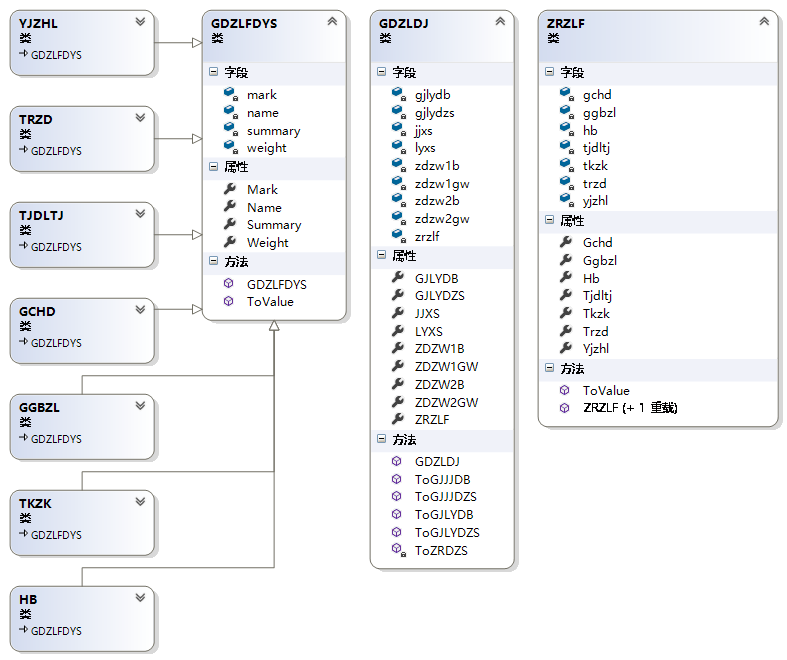 YJZHL
类
GDZLFDYS
TRZD
类
GDZLFDYS
TJDLTJ
类
GDZLFDYS
GCHD
类
GDZLFDYS
GGBZL
类
GDZLFDYS
TKZK
类
GDZLFDYS
HB
类
GDZLFDYS
GDZLFDYS
类
字段
mark
name
summary
weight
属性
Mark
Name
Summary
Weight
方法
GDZLFDYS
ToValue
GDZLDJ
类
字段
gjlydb
gjlydzs
jjxs
lyxs
zdzw1b
zdzw1gw
zdzw2b
zdzw2gw
zrzlf
属性
GJLYDB
GJLYDZS
JJXS
LYXS
ZDZW1B
ZDZW1GW
ZDZW2B
ZDZW2GW
ZRZLF
方法
GDZLDJ
ToGJJJDB
ToGJJJDZS
ToGJLYDB
ToGJLYDZS
ToZRDZS
ZRZLF
类
字段
gchd
ggbzl
hb
tjdltj
tkzk
trzd
yjzhl
属性
Gchd
Ggbzl
Hb
Tjdltj
Tkzk
Trzd
Yjzhl
方法
ToValue
ZRZLF (+ 1 重载)